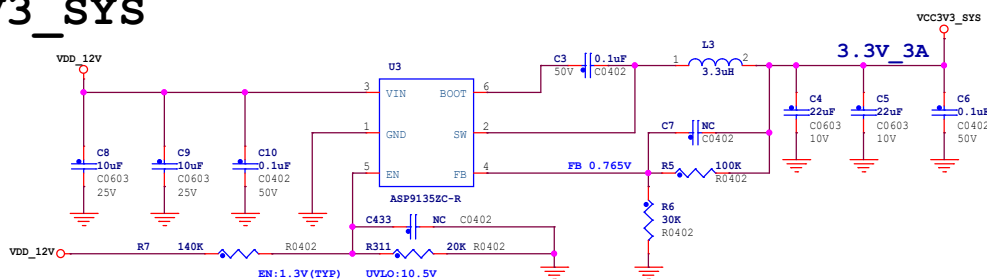 V3_SYS
VCC3V3_SYS
VDD_12V
U3
C3
0.1uF
50V
C0402
L3
1
2
3.3uH
3.3V_3A
3
VIN
BOOT
6
1
GND
SW
2
5
EN
FB
4
ASP9135ZC-R
C8
10uF
C0603
25V
C9
10uF
C0603
25V
C10
0.1uF
C0402
50V
C7
NC
C0402
C4
22uF
C0603
10V
C5
22uF
C0603
10V
C6
0.1uF
C0402
50V
FB 0.765V
R5
100K
R0402
R6
30K
R0402
C433
NC
C0402
VDD_12V
R7
140K
R0402
R311
20K
R0402
EN:1.3V(TYP)
UVLO:10.5V